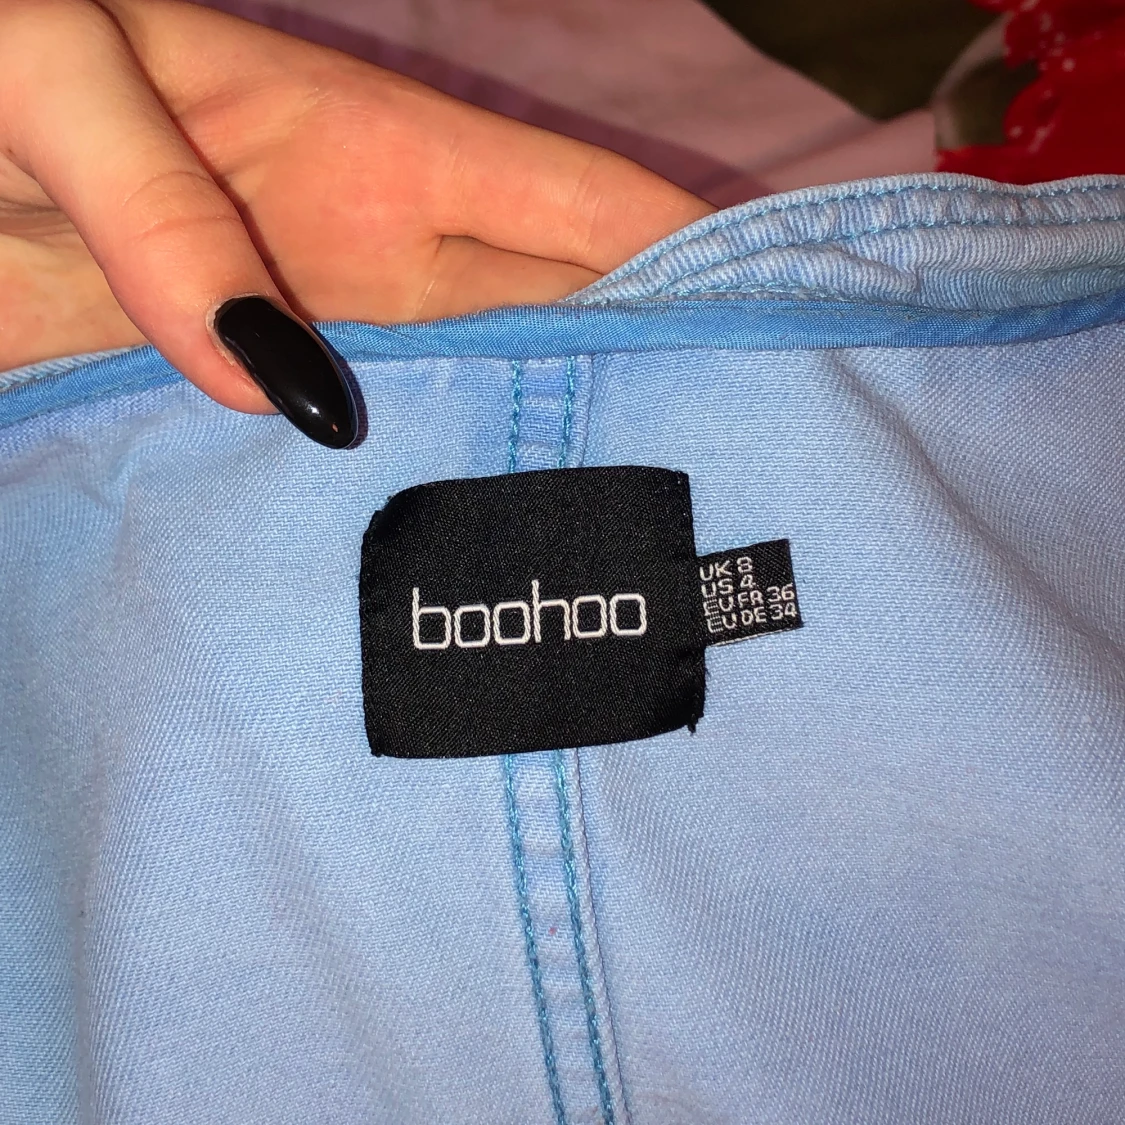 boohoo
UK 8
US 4
EU FR 36
EU DE 34